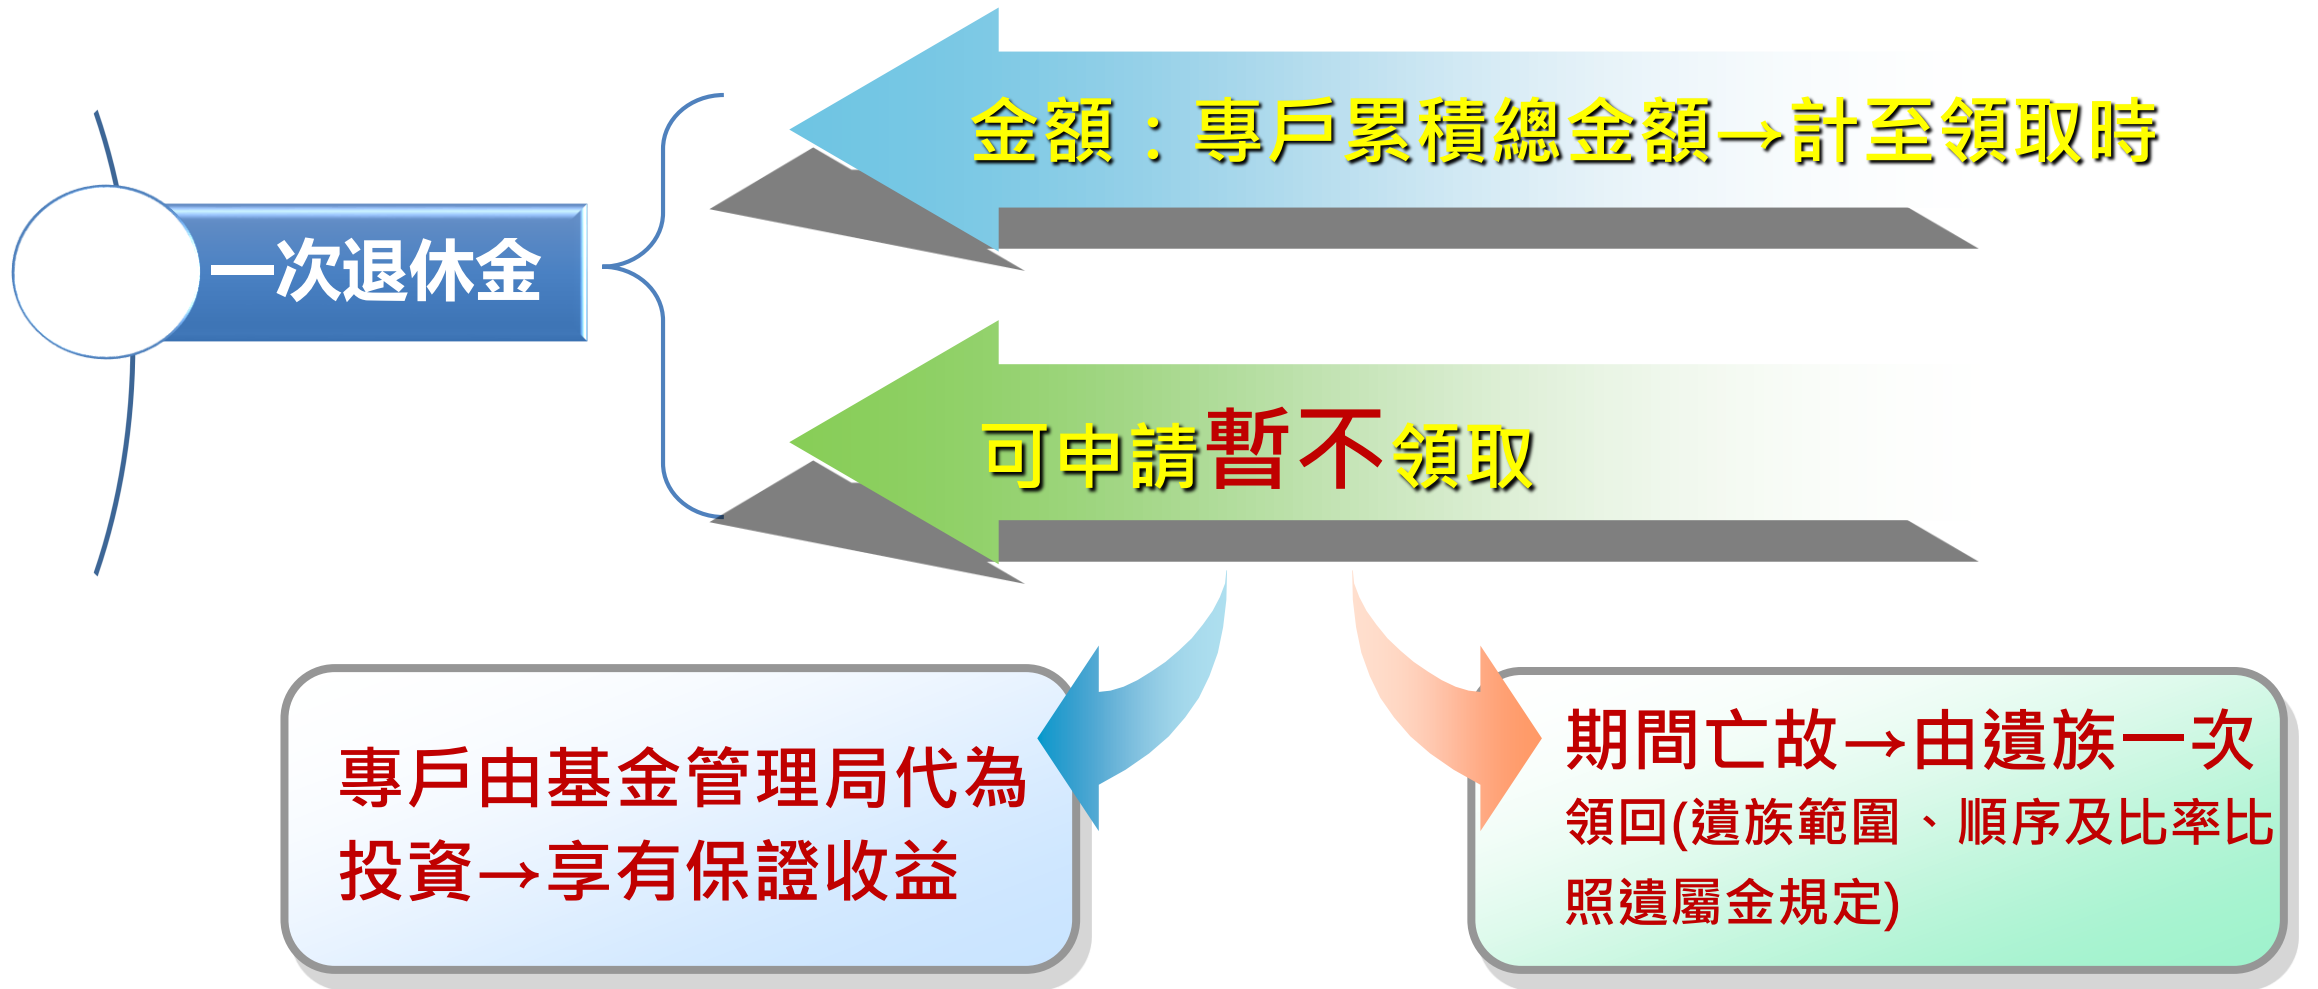 一次退休金
金額：專戶累積總金額→計至領取時
可申請暫不領取
專戶由基金管理局代為
投資→享有保證收益
期間亡故→由遺族一次
領回(遺族範圍、順序及比率比
照遺屬金規定)